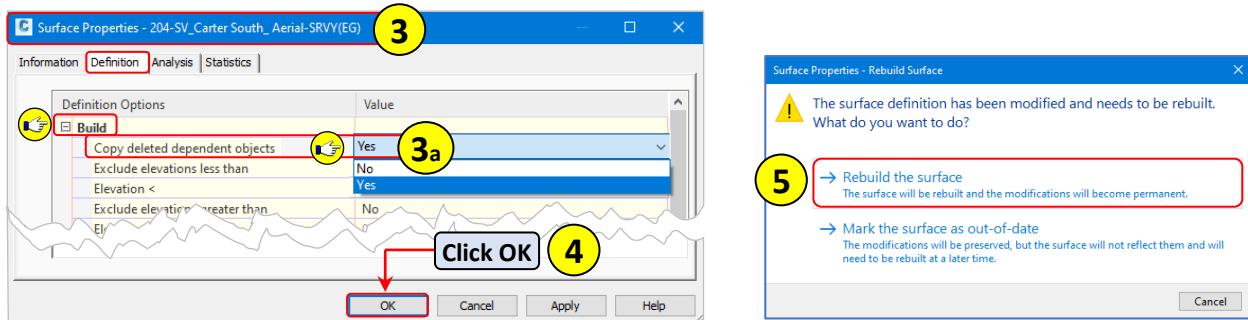 Surface Properties - 204-SV_Carter South_ Aerial-SRVY(EG)
3
Information Definition Analysis Statistics
Definition Options Value
Build
Copy deleted dependent objects Yes
3a
Exclude elevations less than No
Elevation < Yes
Exclude elevations greater than No
Click OK 4
OK Cancel Apply Help
Surface Properties - Rebuild Surface
The surface definition has been modified and needs to be rebuilt.
What do you want to do?
5
→ Rebuild the surface
The surface will be rebuilt and the modifications will become permanent.
→ Mark the surface as out-of-date
The modifications will be preserved, but the surface will not reflect them and will
need to be rebuilt at a later time.
Cancel